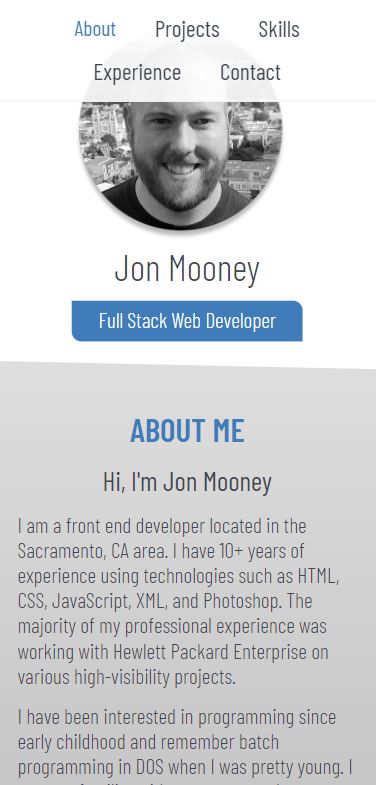 About Projects Skills
Experience Contact
Jon Mooney
Full Stack Web Developer
ABOUT ME
Hi, I'm Jon Mooney
I am a front end developer located in the
Sacramento, CA area. I have 10+ years of
experience using technologies such as HTML,
CSS, JavaScript, XML, and Photoshop. The
majority of my professional experience was
working with Hewlett Packard Enterprise on
various high-visibility projects.
I have been interested in programming since
early childhood and remember batch
programming in DOS when I was pretty young. I